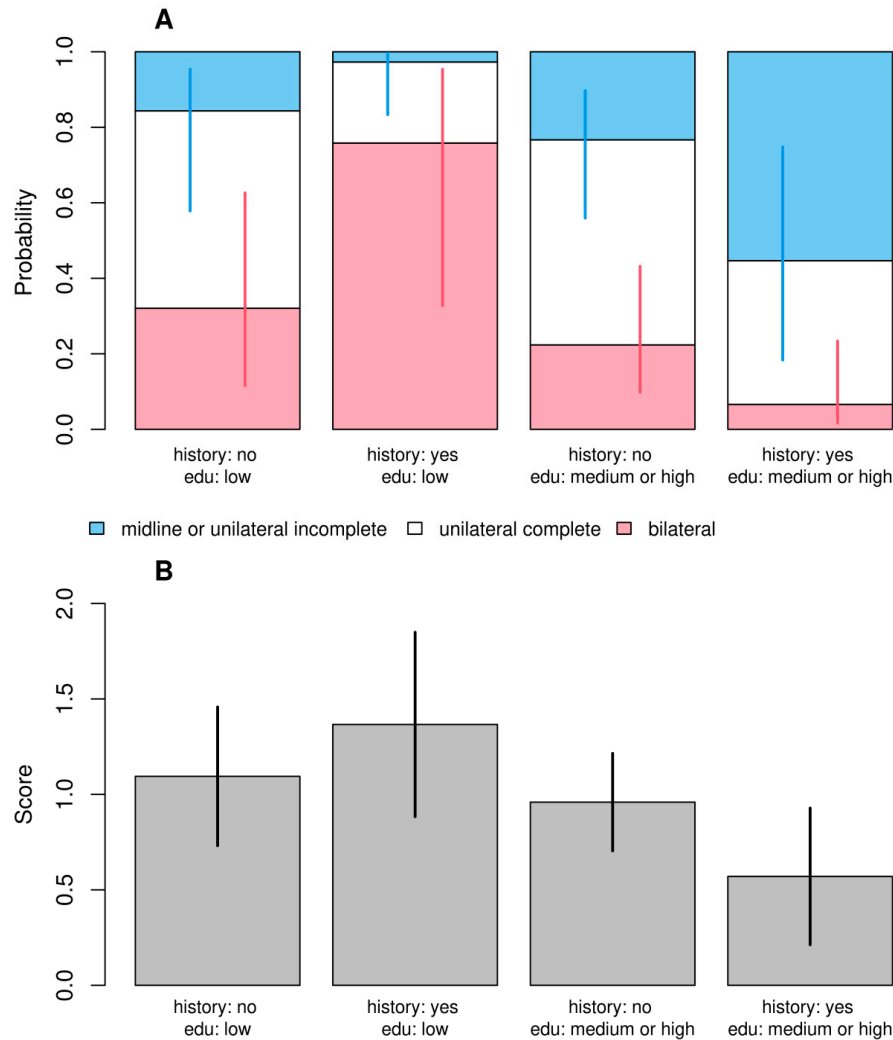 A
Probability
1.0
0.8
0.6
0.4
0.2
0.0
history: no
edu: low
history: yes
edu: low
history: no
edu: medium or high
history: yes
edu: medium or high
midline or unilateral incomplete
unilateral complete
bilateral
B
Score
2.0
1.5
1.0
0.5
0.0
history: no
edu: low
history: yes
edu: low
history: no
edu: medium or high
history: yes
edu: medium or high